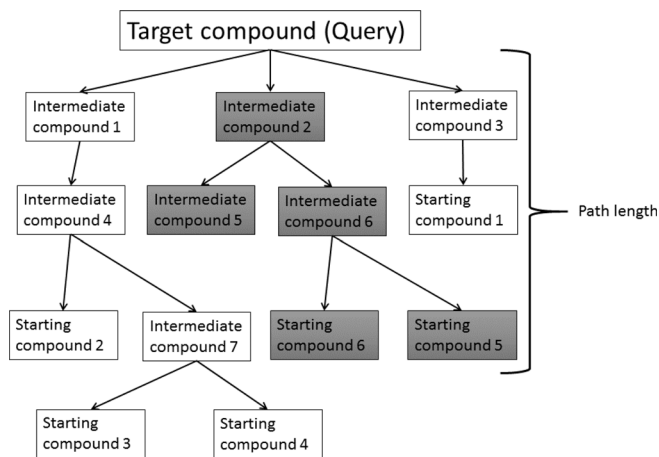 Target compound (Query)
Intermediate
compound 1
Intermediate
compound 2
Intermediate
compound 3
Intermediate
compound 4
Intermediate
compound 5
Intermediate
compound 6
Starting
compound 1
Path length
Starting
compound 2
Intermediate
compound 7
Starting
compound 6
Starting
compound 5
Starting
compound 3
Starting
compound 4